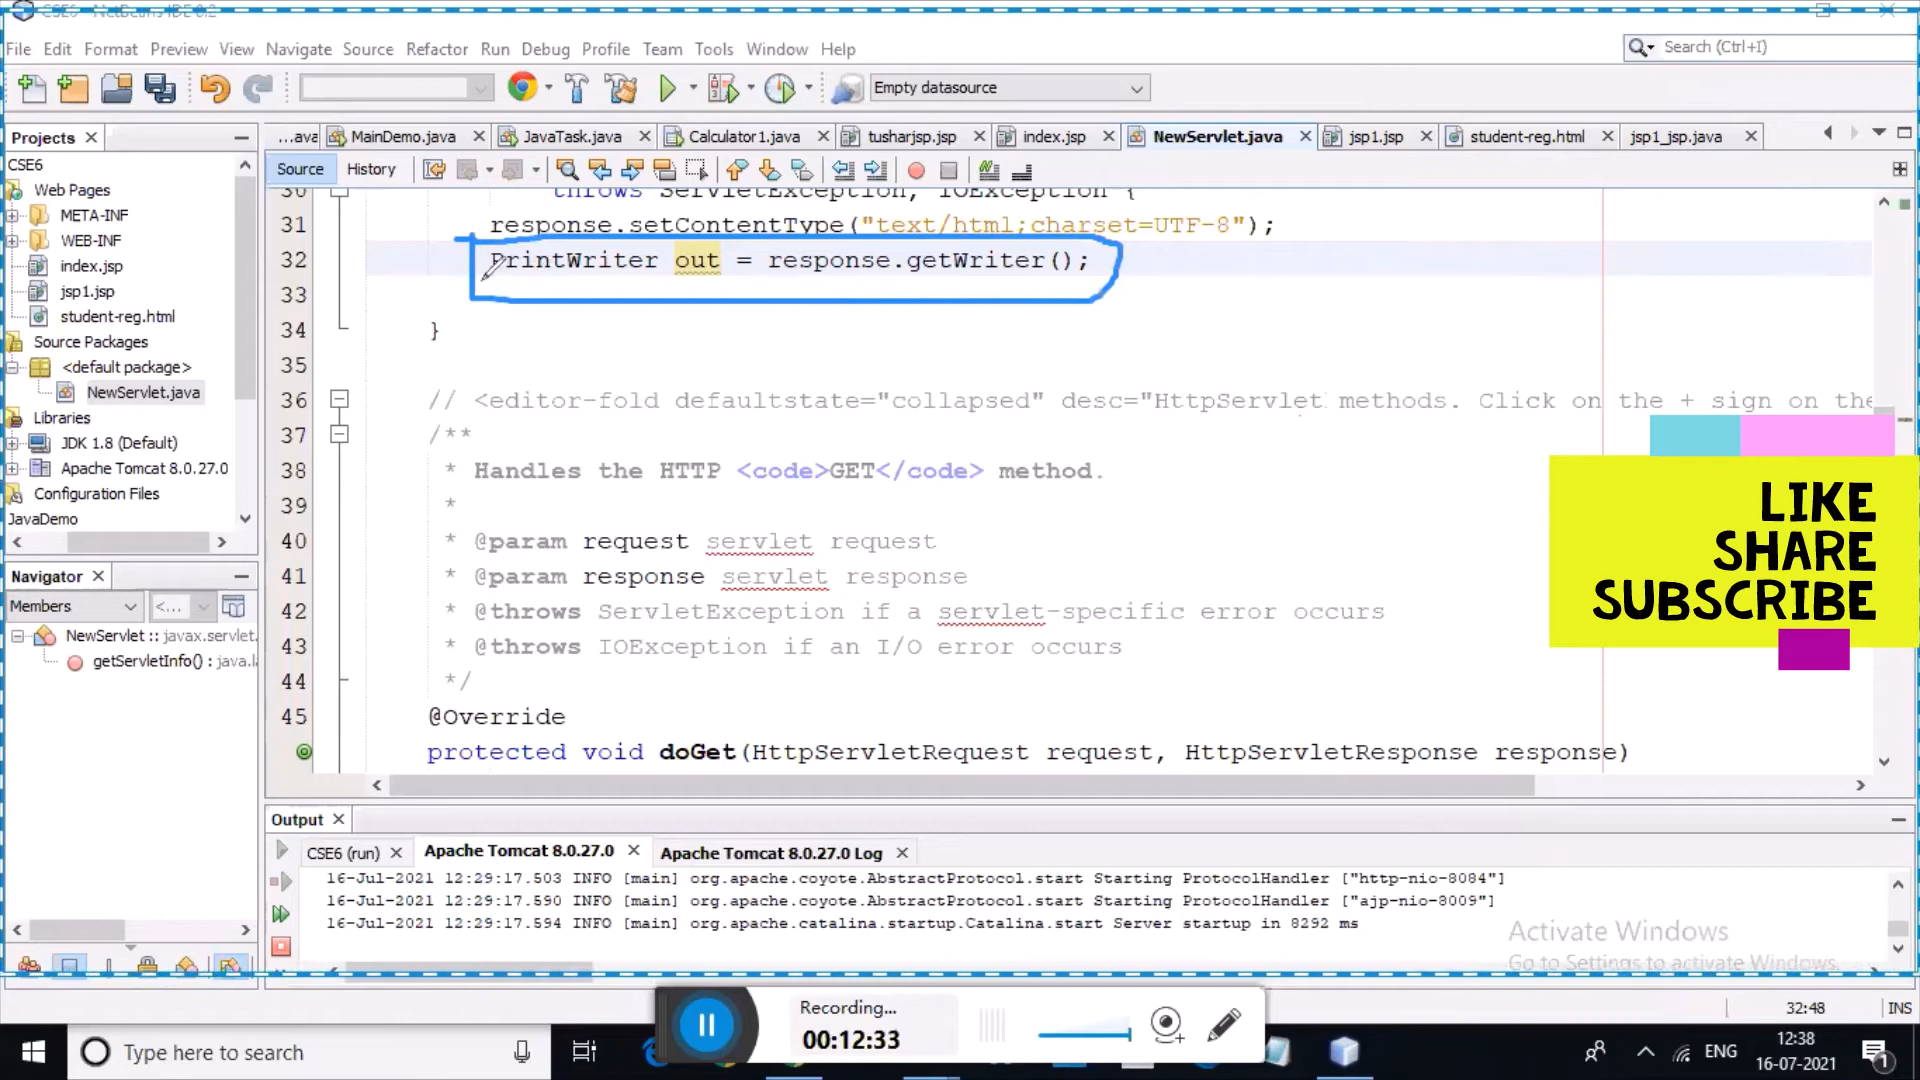 CSE6 - NetBeans IDE 8.2
File Edit Format Preview View Navigate Source Refactor Run Debug Profile Team Tools Window Help
Search (Ctrl+I)
Empty datasource
Projects
...ava MainDemo.java JavaTask.java Calculator1.java tusharjsp.jsp index.jsp NewServlet.java jsp1.jsp student-reg.html jsp1_jsp.java
Source History
CSE6
Web Pages
META-INF
WEB-INF
index.jsp
jsp1.jsp
student-reg.html
Source Packages
<default package>
NewServlet.java
Libraries
JDK 1.8 (Default)
Apache Tomcat 8.0.27.0
Configuration Files
JavaDemo
Navigator
Members <...
NewServlet :: javax.servlet.
getServletInfo() : java.l
30 throws ServletException, IOException {
31 response.setContentType("text/html;charset=UTF-8");
32 PrintWriter out = response.getWriter();
33
34 }
35
36 // <editor-fold defaultstate="collapsed" desc="HttpServlet methods. Click on the + sign on the
37 /**
38 * Handles the HTTP <code>GET</code> method.
39 *
40 * @param request servlet request
41 * @param response servlet response
42 * @throws ServletException if a servlet-specific error occurs
43 * @throws IOException if an I/O error occurs
44 */
45 @Override
protected void doGet(HttpServletRequest request, HttpServletResponse response)
LIKE
SHARE
SUBSCRIBE
Output
CSE6 (run) Apache Tomcat 8.0.27.0 Apache Tomcat 8.0.27.0 Log
16-Jul-2021 12:29:17.503 INFO [main] org.apache.coyote.AbstractProtocol.start Starting ProtocolHandler ["http-nio-8084"]
16-Jul-2021 12:29:17.590 INFO [main] org.apache.coyote.AbstractProtocol.start Starting ProtocolHandler ["ajp-nio-8009"]
16-Jul-2021 12:29:17.594 INFO [main] org.apache.catalina.startup.Catalina.start Server startup in 8292 ms
Activate Windows
Go to Settings to activate Windows.
32:48 INS
Recording...
00:12:33
Type here to search
ENG
12:38
16-07-2021
1